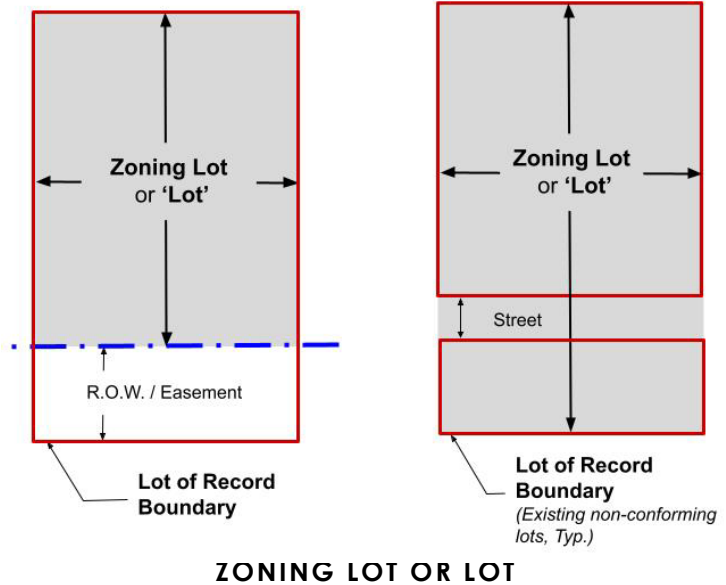 Zoning Lot
or ‘Lot’
R.O.W. / Easement
Lot of Record
Boundary
Zoning Lot
or ‘Lot’
Street
Lot of Record
Boundary
(Existing non-conforming
lots, Typ.)
ZONING LOT OR LOT